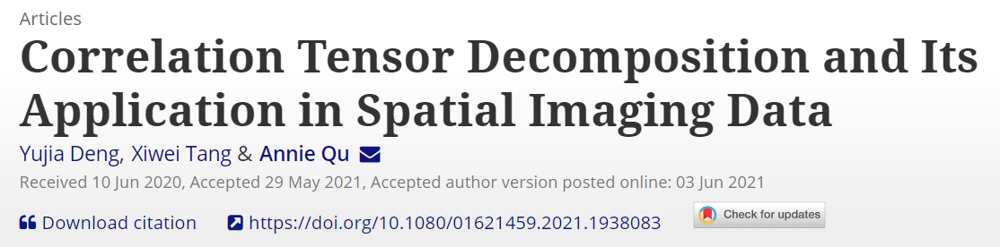 Articles
Correlation Tensor Decomposition and Its
Application in Spatial Imaging Data
Yujia Deng, Xiwei Tang & Annie Qu
Received 10 Jun 2020, Accepted 29 May 2021, Accepted author version posted online: 03 Jun 2021
Download citation https://doi.org/10.1080/01621459.2021.1938083 Check for updates